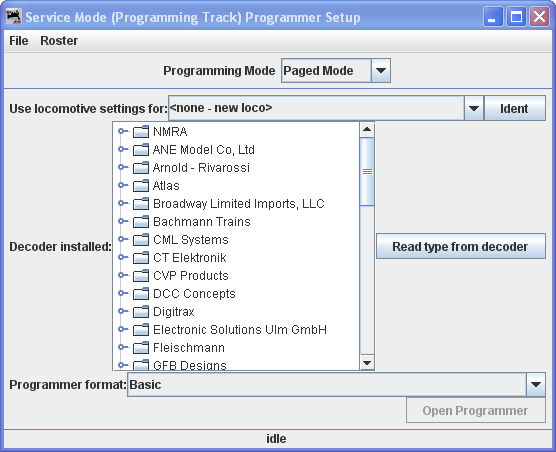 Service Mode (Programming Track) Programmer Setup
File Roster
Programming Mode Paged Mode
Use locomotive settings for: <none - new loco> Ident
NMRA
ANE Model Co, Ltd
Arnold - Rivarossi
Atlas
Broadway Limited Imports, LLC
Bachmann Trains
CML Systems
Decoder installed: Read type from decoder
CT Elektronik
CVP Products
DCC Concepts
Digitrax
Electronic Solutions Ulm GmbH
Fleischmann
GFB Designs
Programmer format: Basic
Open Programmer
idle